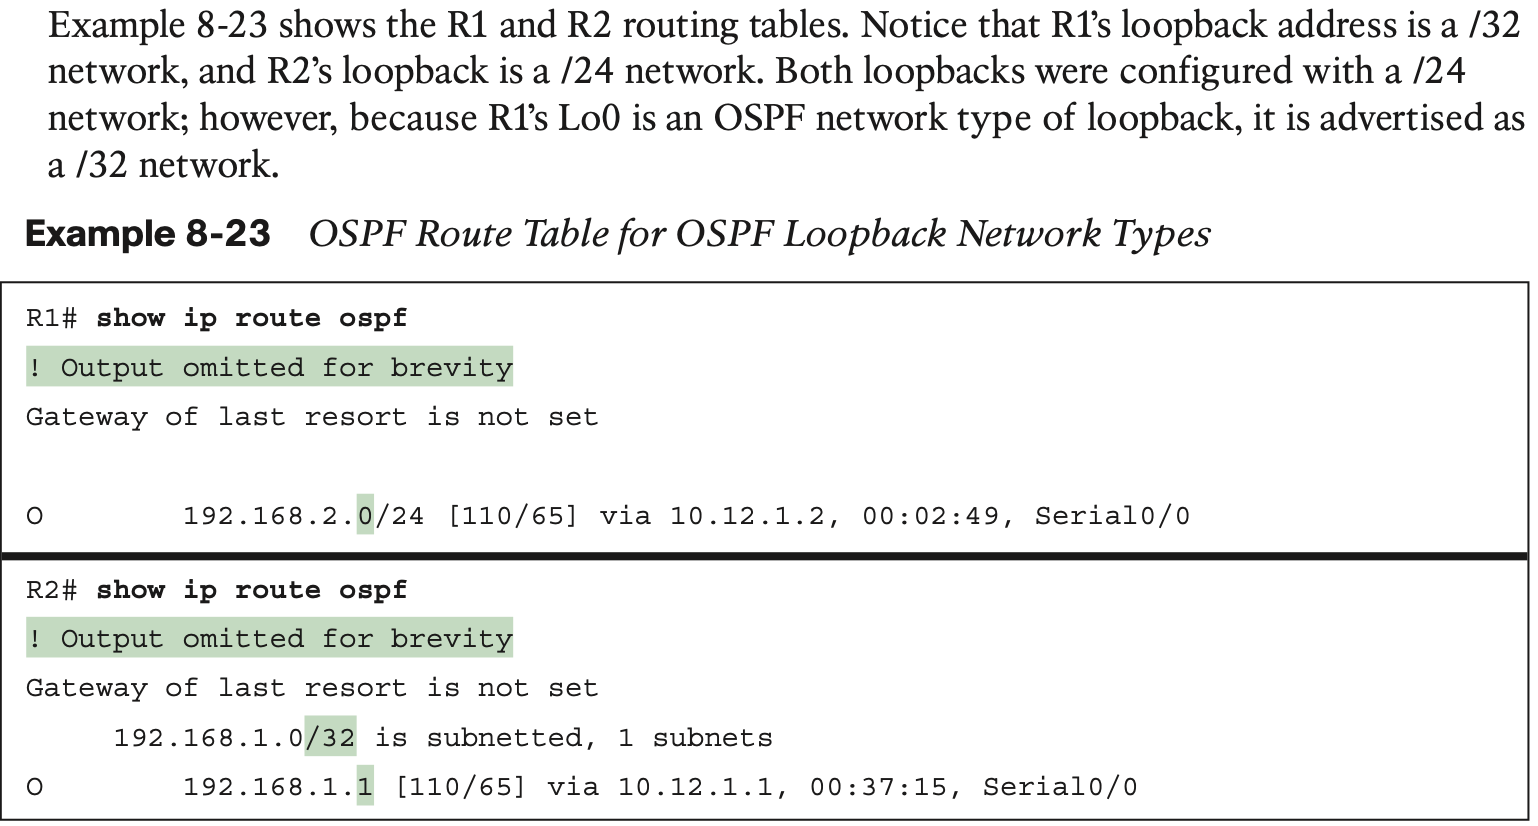 Example 8-23 shows the R1 and R2 routing tables. Notice that R1’s loopback address is a /32
network, and R2’s loopback is a /24 network. Both loopbacks were configured with a /24
network; however, because R1’s Lo0 is an OSPF network type of loopback, it is advertised as
a /32 network.
Example 8-23 OSPF Route Table for OSPF Loopback Network Types
R1# show ip route ospf
! Output omitted for brevity
Gateway of last resort is not set
O 192.168.2.0/24 [110/65] via 10.12.1.2, 00:02:49, Serial0/0
R2# show ip route ospf
! Output omitted for brevity
Gateway of last resort is not set
192.168.1.0/32 is subnetted, 1 subnets
O 192.168.1.1 [110/65] via 10.12.1.1, 00:37:15, Serial0/0